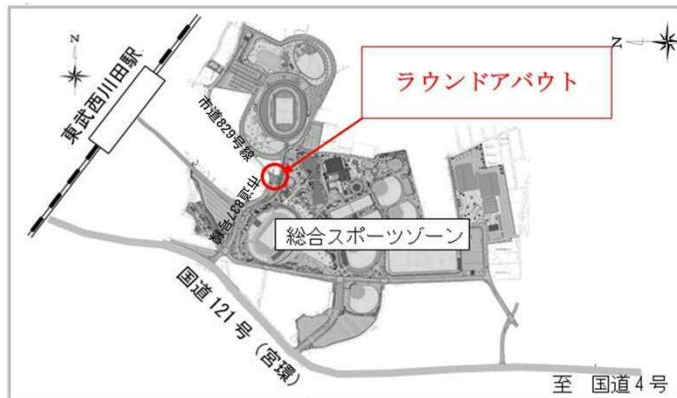 N
東武西川田駅
市道829号線
市道837号線
ラウンドアバウト
N
総合スポーツゾーン
国道121号（宮環）
至 国道4号